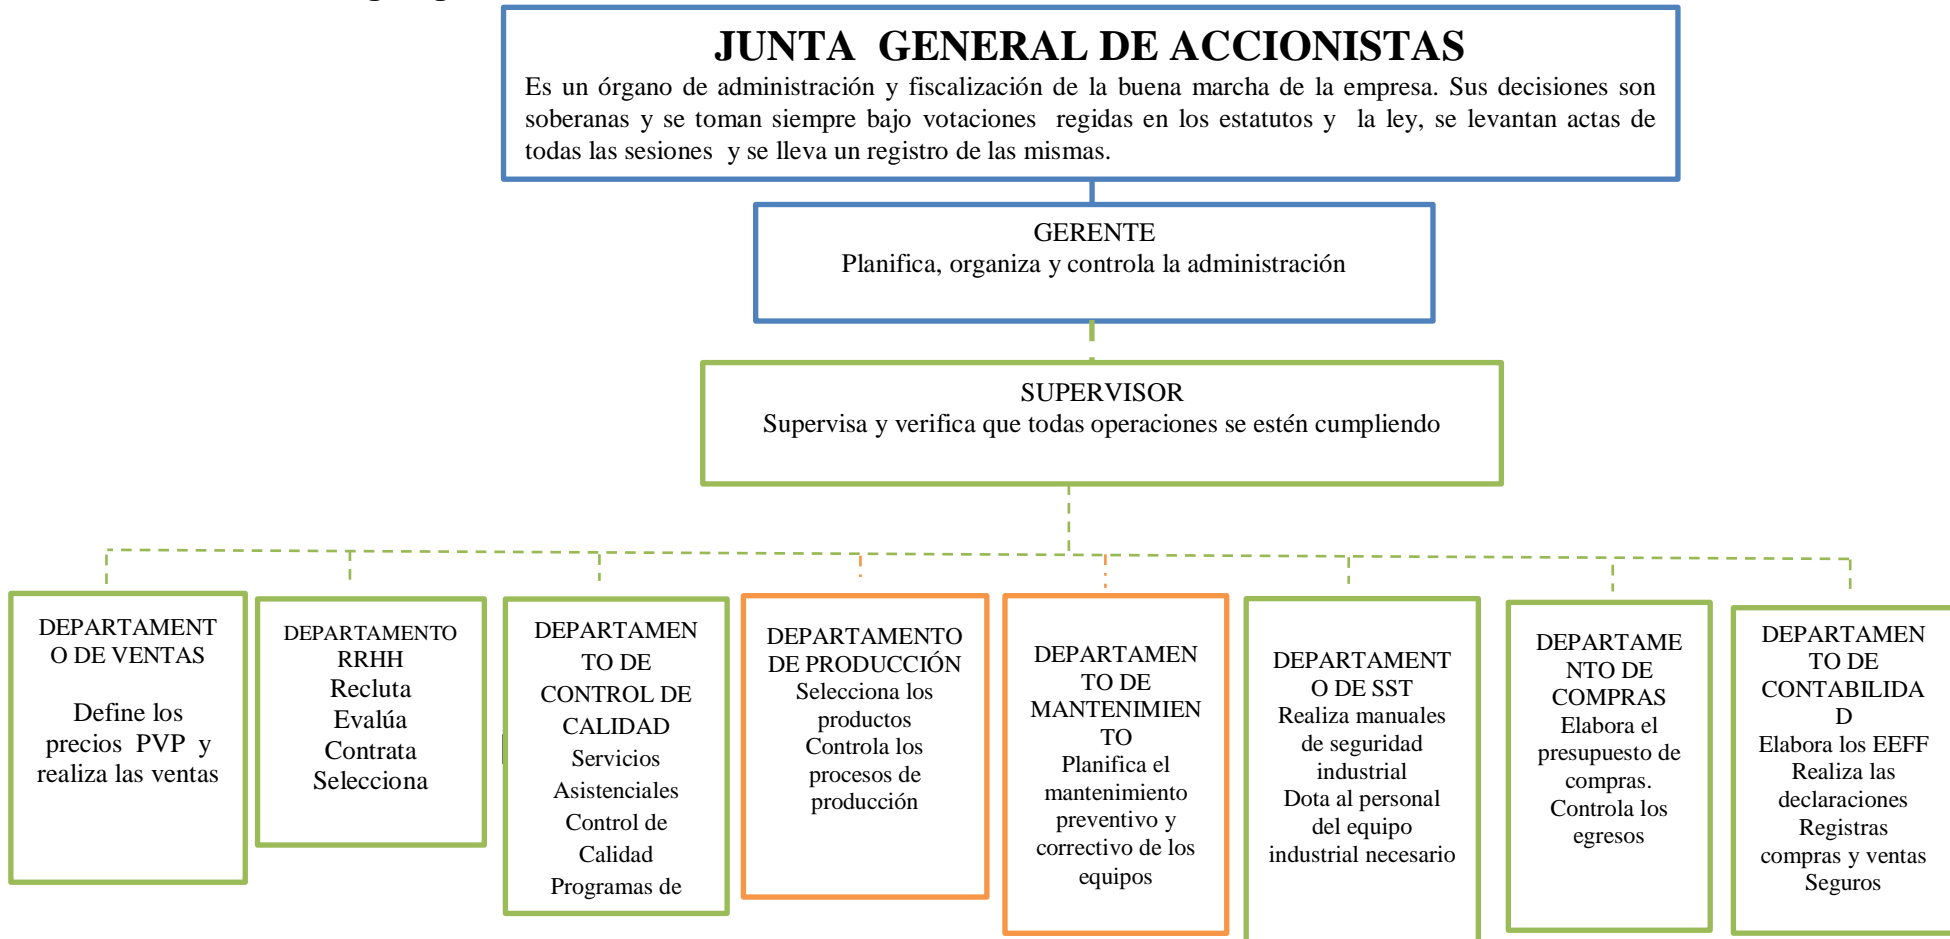 JUNTA GENERAL DE ACCIONISTAS
Es un órgano de administración y fiscalización de la buena marcha de la empresa. Sus decisiones son
soberanas y se toman siempre bajo votaciones regidas en los estatutos y la ley, se levantan actas de
todas las sesiones y se lleva un registro de las mismas.
GERENTE
Planifica, organiza y controla la administración
SUPERVISOR
Supervisa y verifica que todas operaciones se estén cumpliendo
DEPARTAMENT
O DE VENTAS
Define los
precios PVP y
realiza las ventas
DEPARTAMENTO
RRHH
Recluta
Evalúa
Contrata
Selecciona
DEPARTAMEN
TO DE
CONTROL DE
CALIDAD
Servicios
Asistenciales
Control de
Calidad
Programas de
DEPARTAMENTO
DE PRODUCCIÓN
Selecciona los
productos
Controla los
procesos de
producción
DEPARTAMEN
TO DE
MANTENIMIEN
TO
Planifica el
mantenimiento
preventivo y
correctivo de los
equipos
DEPARTAMENT
O DE SST
Realiza manuales
de seguridad
industrial
Dota al personal
del equipo
industrial necesario
DEPARTAME
NTO DE
COMPRAS
Elabora el
presupuesto de
compras.
Controla los
egresos
DEPARTAMEN
TO DE
CONTABILIDA
D
Elabora los EEFF
Realiza las
declaraciones
Registras
compras y ventas
Seguros